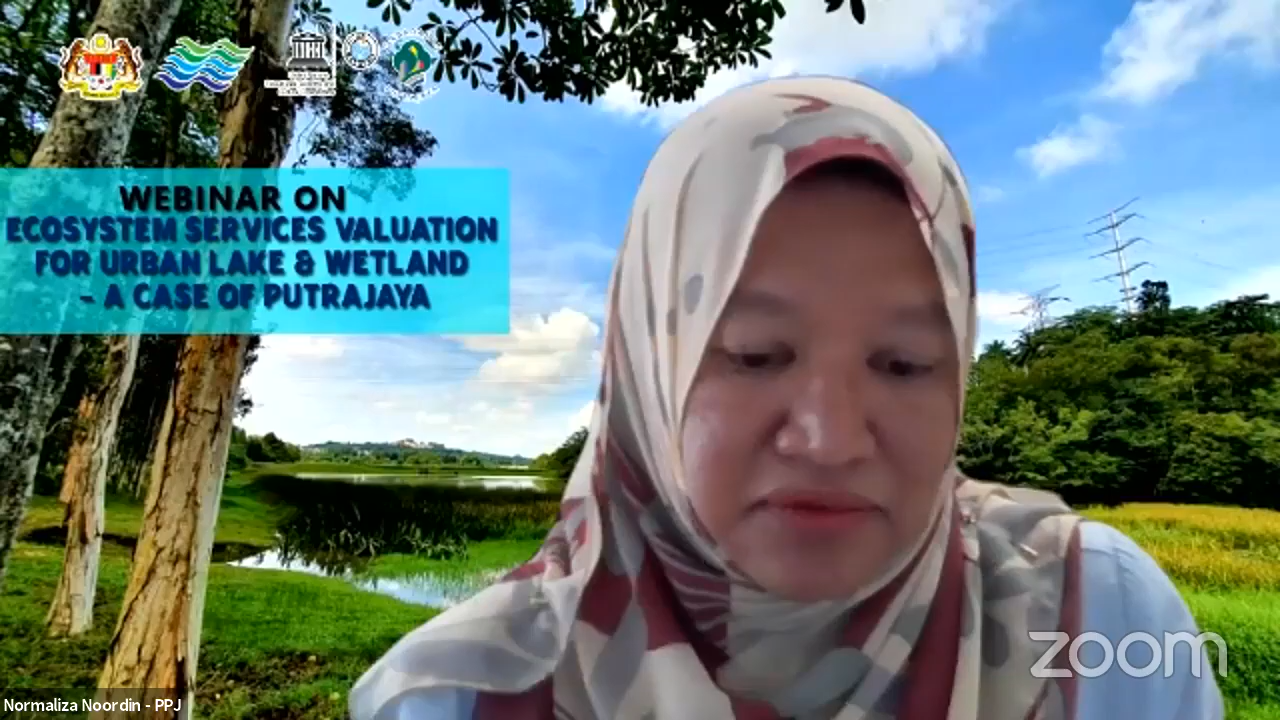 WEBINAR ON
ECOSYSTEM SERVICES VALUATION
FOR URBAN LAKE & WETLAND
- A CASE OF PUTRAJAYA
zoom
Normaliza Noordin - PPJ